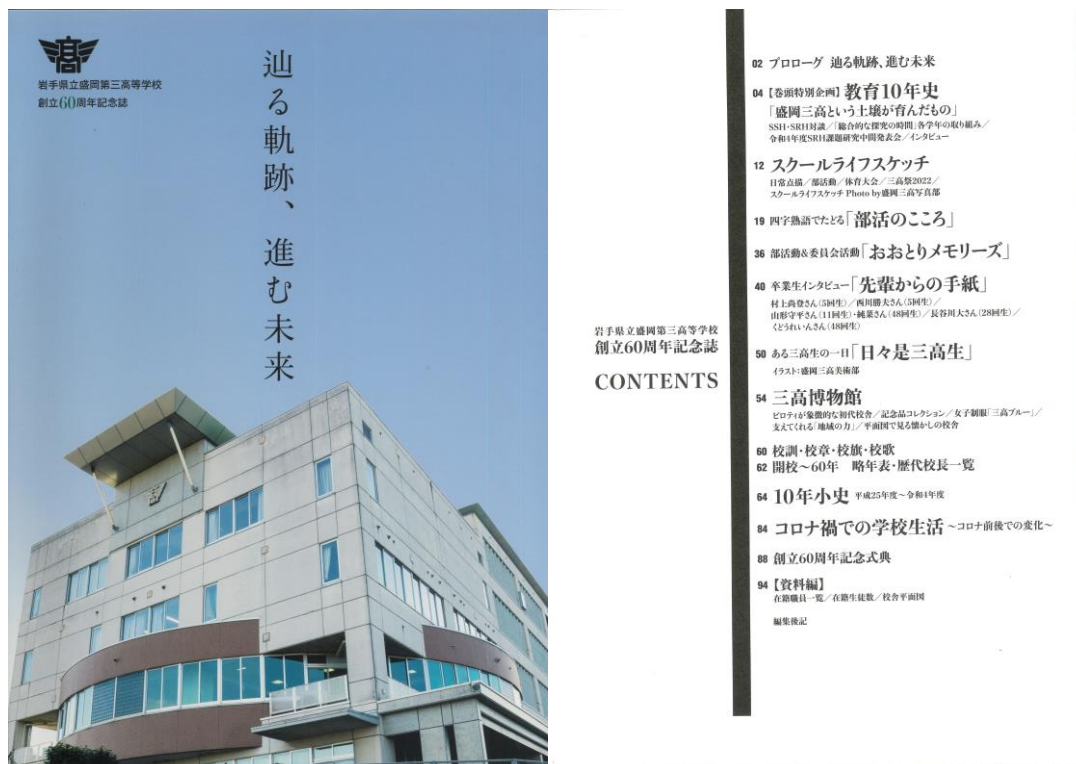 髙
岩手県立盛岡第三高等学校
創立60周年記念誌
辿る軌跡、進む未来
髙
岩手県立盛岡第三高等学校
創立60周年記念誌
CONTENTS
02 プロローグ 辿る軌跡、進む未来
04 【巻頭特別企画】教育10年史
「盛岡三高という土壌が育んだもの」
SSH・SRH対談／「総合的な探究の時間」各学年の取り組み／
令和4年度SRH課題研究中間発表会／インタビュー
12 スクールライフスケッチ
日常点描／部活動／体育大会／三高祭2022／
スクールライフスケッチ Photo by盛岡三高写真部
19 四字熟語でたどる「部活のこころ」
36 部活動&委員会活動「おおとりメモリーズ」
40 卒業生インタビュー「先輩からの手紙」
村上尚登さん（5回生）／西川勝夫さん（5回生）／
山形守平さん（11回生）・純菜さん（48回生）／長谷川大さん（28回生）／
くどうれいんさん（48回生）
50 ある三高生の一日「日々是三高生」
イラスト：盛岡三高美術部
54 三高博物館
ピロティが象徴的な初代校舎／記念品コレクション／女子制服「三高ブルー」／
支えてくれる「地域の力」／平面図で見る懐かしの校舎
60 校訓・校章・校旗・校歌
62 開校～60年 略年表・歴代校長一覧
64 10年小史 平成25年度～令和4年度
84 コロナ禍での学校生活 ～コロナ前後での変化～
88 創立60周年記念式典
94 【資料編】
在籍職員一覧／在籍生徒数／校舎平面図
編集後記